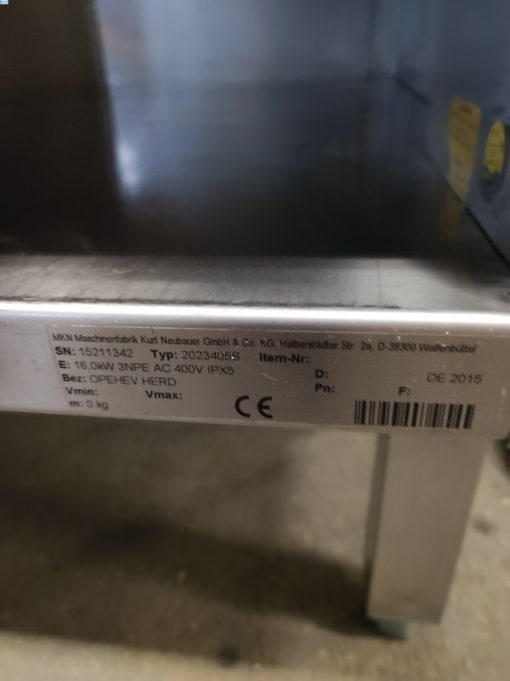 MKN Maschinenfabrik Kurt Neubauer GmbH & Co. KG, Halberstädter Str. 2a, D-38300 Wolfenbüttel
SN: 15211342 Typ: 2023405S Item-Nr:
E: 16,0kW 3NPE AC 400V IPX5 D: DE 2015
Bez: OPEHEV HERD Pn: F:
Vmin: Vmax:
m: 0 kg CE